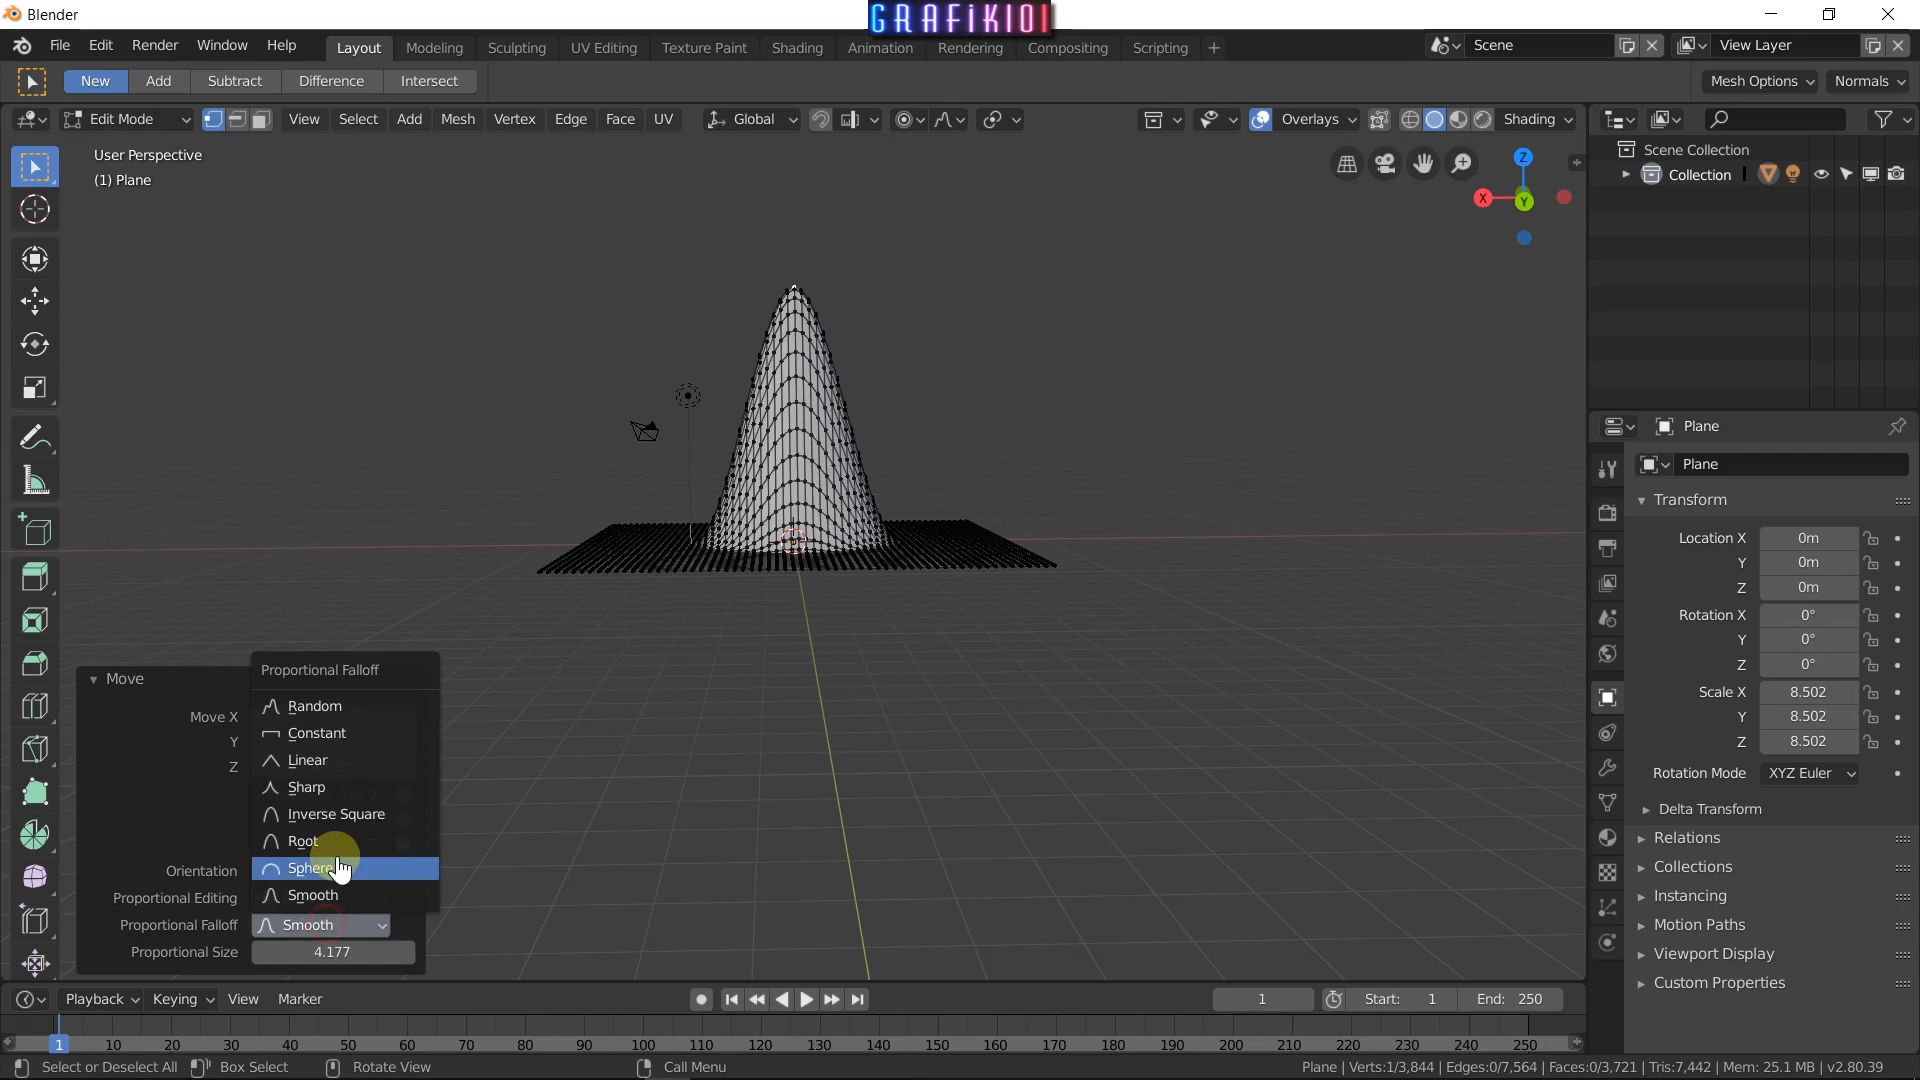 Blender
GRAFiK101
File Edit Render Window Help Layout Modeling Sculpting UV Editing Texture Paint Shading Animation Rendering Compositing Scripting + Scene View Layer
New Add Subtract Difference Intersect Mesh Options Normals
Edit Mode View Select Add Mesh Vertex Edge Face UV Global Overlays Shading
User Perspective
(1) Plane
Z
X
Y
Scene Collection
Collection
Plane
Plane
Transform
Location X 0m
Y 0m
Z 0m
Rotation X 0°
Y 0°
Z 0°
Scale X 8.502
Y 8.502
Z 8.502
Rotation Mode XYZ Euler
Delta Transform
Relations
Collections
Instancing
Motion Paths
Viewport Display
Custom Properties
Move
Move X
Y
Z
Orientation
Proportional Editing
Proportional Falloff Smooth
Proportional Size 4.177
Proportional Falloff
Random
Constant
Linear
Sharp
Inverse Square
Root
Sphere
Smooth
Playback Keying View Marker 1 Start: 1 End: 250
1 10 20 30 40 50 60 70 80 90 100 110 120 130 140 150 160 170 180 190 200 210 220 230 240 250
Select or Deselect All Box Select Rotate View Call Menu Plane | Verts:1/3,844 | Edges:0/7,564 | Faces:0/3,721 | Tris:7,442 | Mem: 25.1 MB | v2.80.39